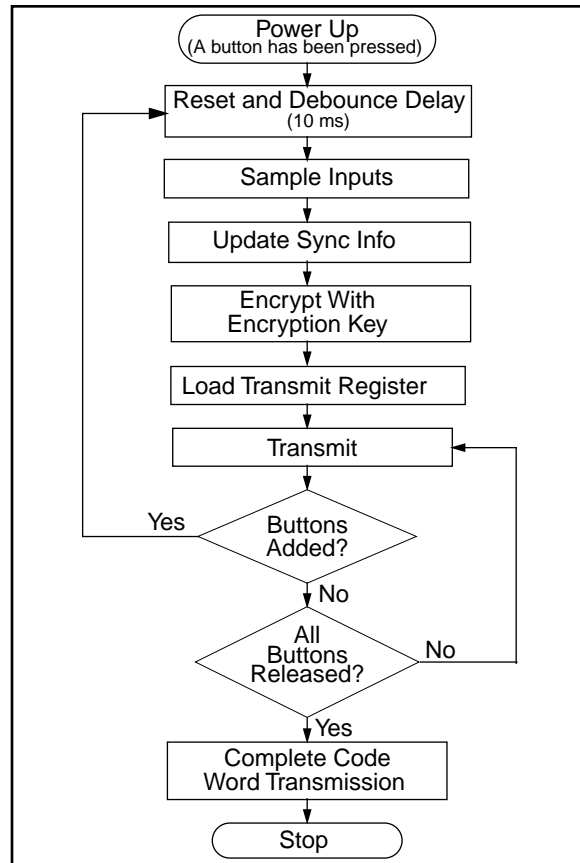 Power Up
(A button has been pressed)
Reset and Debounce Delay
(10 ms)
Sample Inputs
Update Sync Info
Encrypt With
Encryption Key
Load Transmit Register
Transmit
Yes
Buttons
Added?
No
All
Buttons
Released?
No
Yes
Complete Code
Word Transmission
Stop